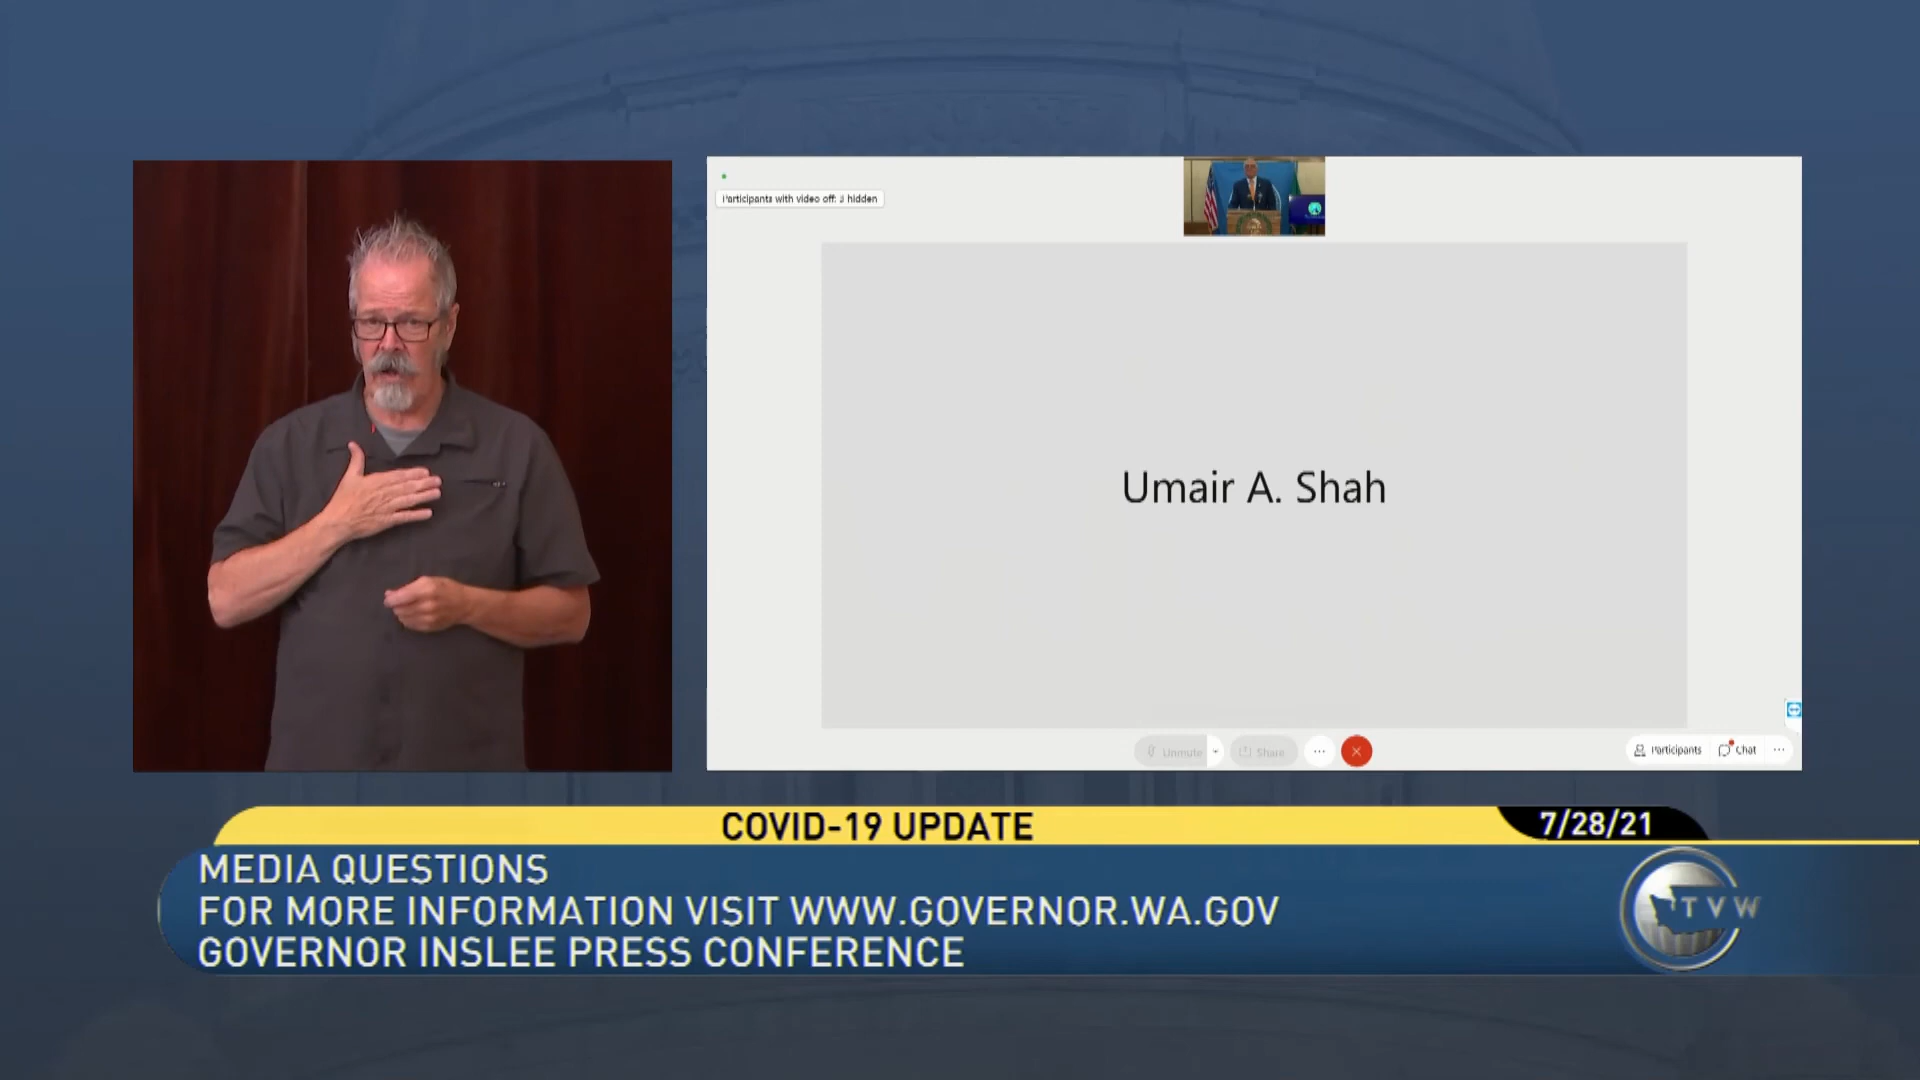 Participants with video off: 3 hidden
Umair A. Shah
Unmute
Share
Participants
Chat
COVID-19 UPDATE
7/28/21
MEDIA QUESTIONS
FOR MORE INFORMATION VISIT WWW.GOVERNOR.WA.GOV
GOVERNOR INSLEE PRESS CONFERENCE
TVW